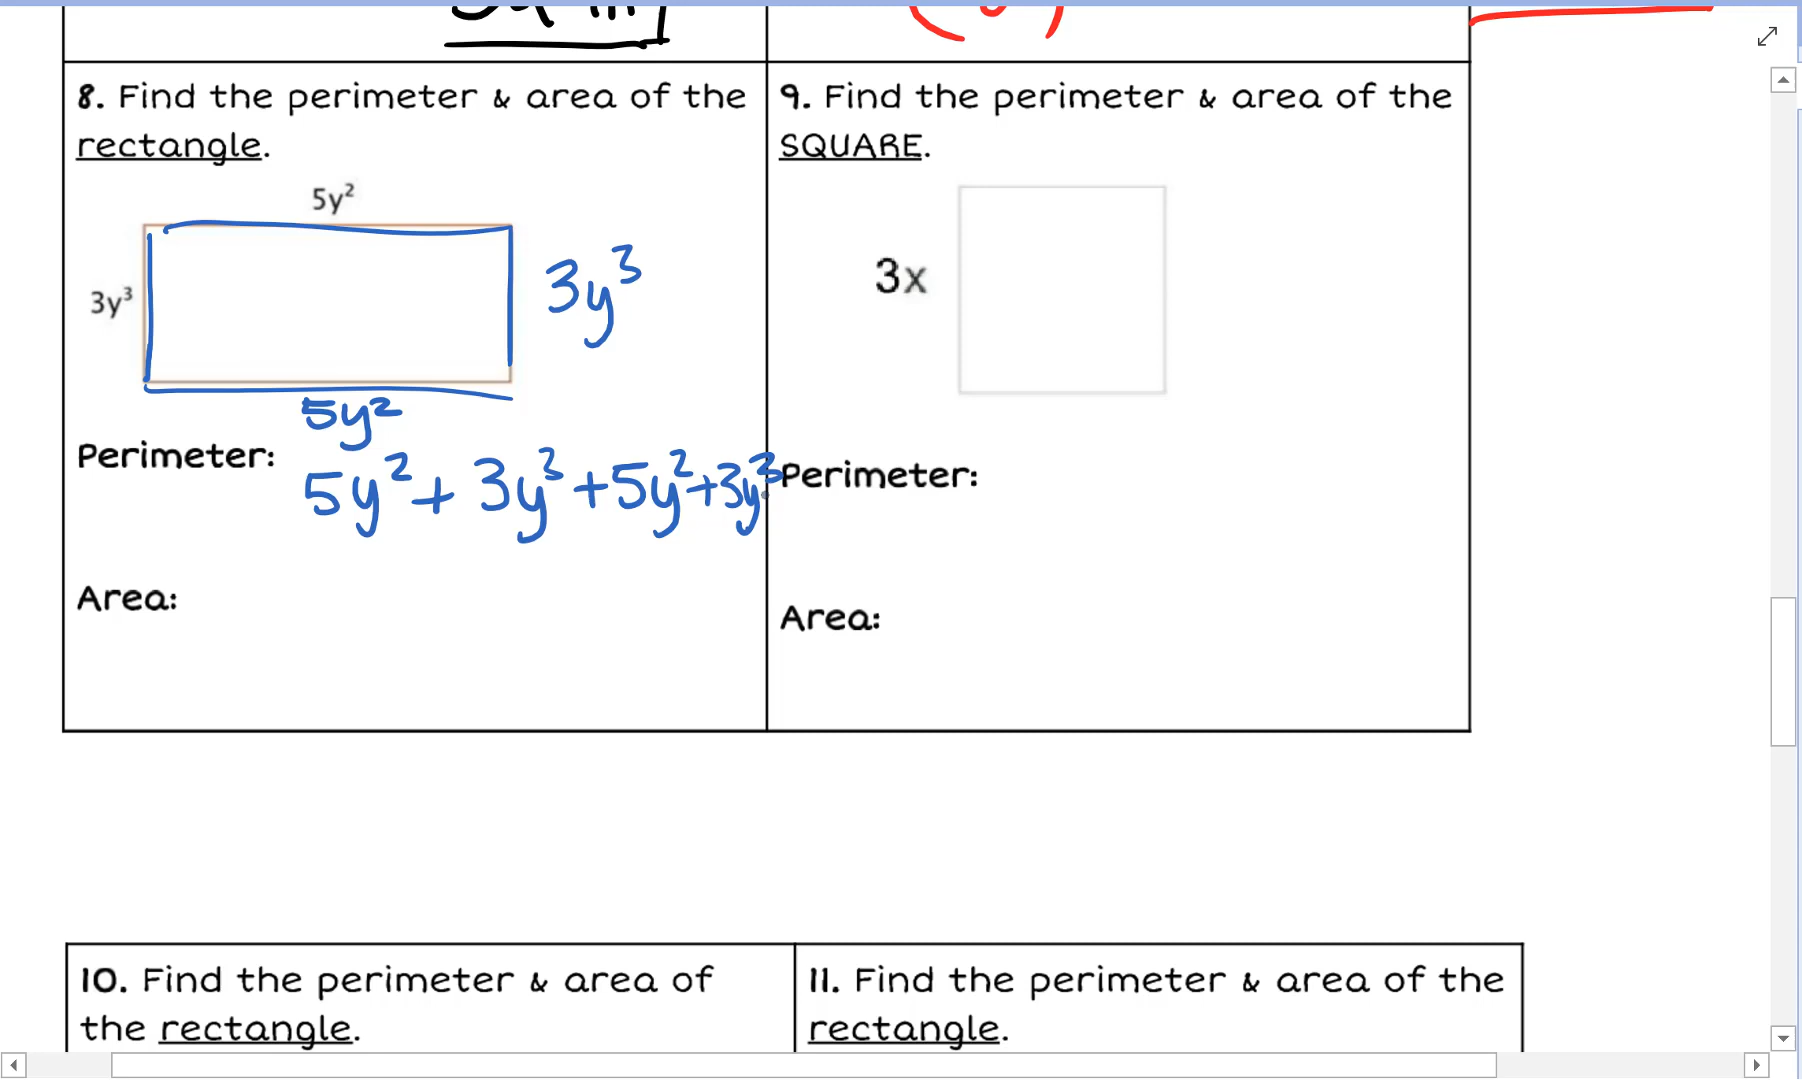 8. Find the perimeter & area of the
rectangle.
5y²
3y³
3y³
5y²
Perimeter:
5y² + 3y³ + 5y² + 3y³
Area:
9. Find the perimeter & area of the
SQUARE.
3x
Perimeter:
Area:
10. Find the perimeter & area of
the rectangle.
11. Find the perimeter & area of the
rectangle.